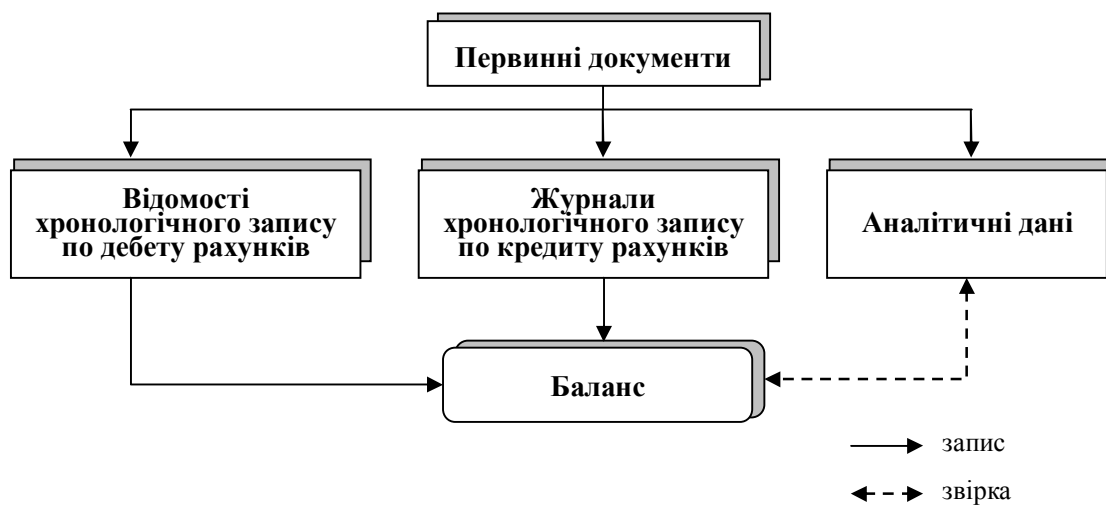 Первинні документи
Відомості
хронологічного запису
по дебету рахунків
Журнали
хронологічного запису
по кредиту рахунків
Аналітичні дані
Баланс
запис
звірка